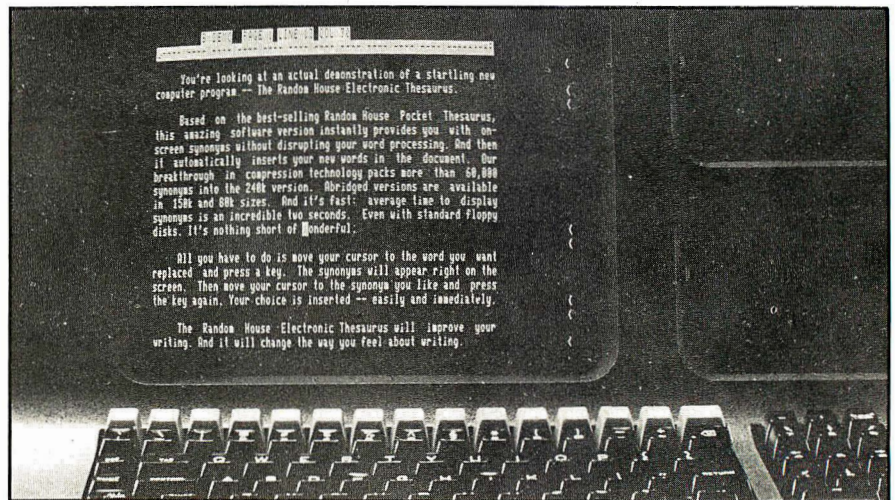 B:DEMO PAGE 1 LINE 13 COL 30
You're looking at an actual demonstration of a startling new
computer program -- The Random House Electronic Thesaurus.
Based on the best-selling Random House Pocket Thesaurus,
this amazing software version instantly provides you with on-
screen synonyms without disrupting your word processing. And then
it automatically inserts your new words in the document. Our
breakthrough in compression technology packs more than 60,000
synonyms into the 240k version. Abridged versions are available
in 150k and 80k sizes. And it's fast: average time to display
synonyms is an incredible two seconds. Even with standard floppy
disks. It's nothing short of wonderful.
All you have to do is move your cursor to the word you want
replaced and press a key. The synonyms will appear right on the
screen. Then move your cursor to the synonym you like and press
the key again. Your choice is inserted -- easily and immediately.
The Random House Electronic Thesaurus will improve your
writing. And it will change the way you feel about writing.
TAB Q W E R T Y U I O P
A S D